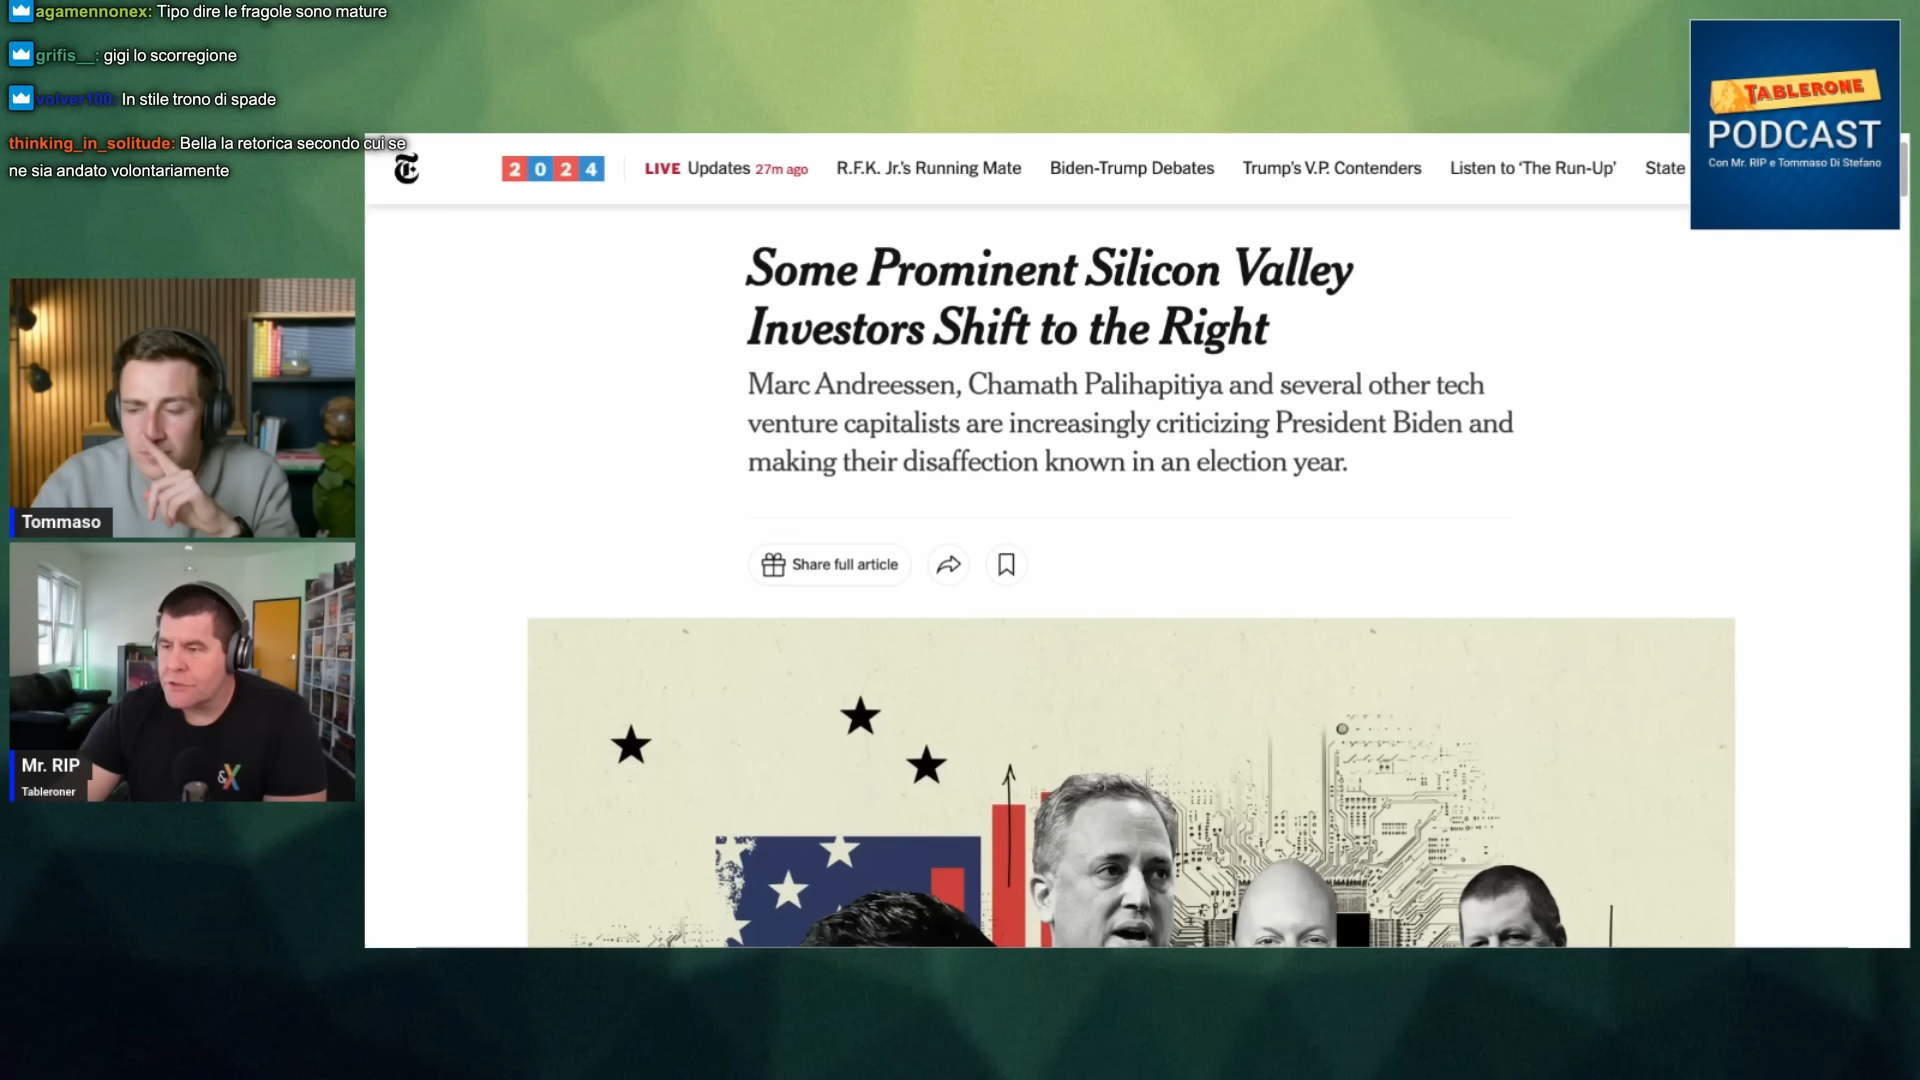 agamennonex: Tipo dire le fragole sono mature
grifis__: gigi lo scorregione
volver100: In stile trono di spade
thinking_in_solitude: Bella la retorica secondo cui se
ne sia andato volontariamente
TABLERONE
PODCAST
Con Mr. RIP e Tommaso Di Stefano
T
2024
LIVE Updates 27m ago
R.F.K. Jr.'s Running Mate
Biden-Trump Debates
Trump's V.P. Contenders
Listen to ‘The Run-Up’
State
Some Prominent Silicon Valley
Investors Shift to the Right
Marc Andreessen, Chamath Palihapitiya and several other tech
venture capitalists are increasingly criticizing President Biden and
making their disaffection known in an election year.
Share full article
Tommaso
Mr. RIP
Tableroner
&X